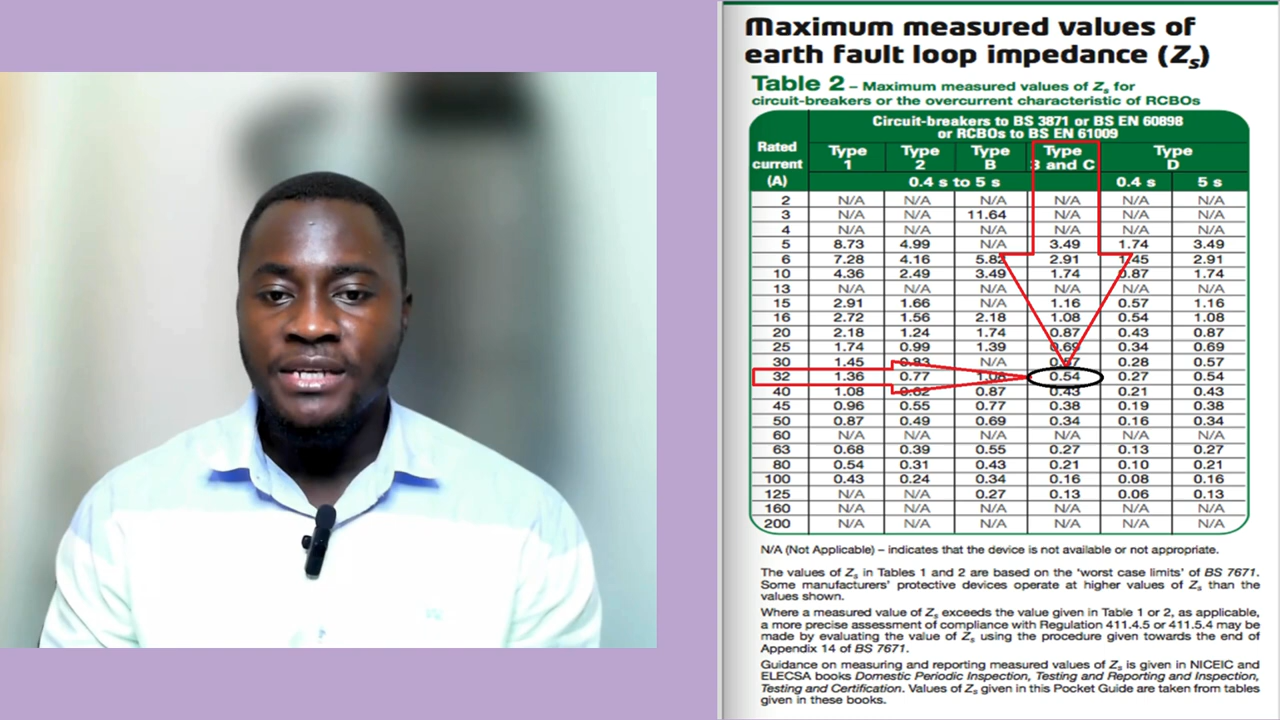 Maximum measured values of
earth fault loop impedance (Zs)
Table 2 – Maximum measured values of Zs for
circuit-breakers or the overcurrent characteristic of RCBOs
Circuit-breakers to BS 3871 or BS EN 60898
or RCBOs to BS EN 61009
Rated current (A) Type 1 Type 2 Type B Type 3 and C Type D
0.4 s to 5 s 0.4 s 5 s
2 N/A N/A N/A N/A N/A N/A
3 N/A N/A 11.64 N/A N/A N/A
4 N/A N/A N/A N/A N/A N/A
5 8.73 4.99 N/A 3.49 1.74 3.49
6 7.28 4.16 5.82 2.91 1.45 2.91
10 4.36 2.49 3.49 1.74 0.87 1.74
13 N/A N/A N/A N/A N/A N/A
15 2.91 1.66 N/A 1.16 0.57 1.16
16 2.72 1.56 2.18 1.08 0.54 1.08
20 2.18 1.24 1.74 0.87 0.43 0.87
25 1.74 0.99 1.39 0.69 0.34 0.69
30 1.45 0.83 N/A 0.57 0.28 0.57
32 1.36 0.77 1.08 0.54 0.27 0.54
40 1.08 0.62 0.87 0.43 0.21 0.43
45 0.96 0.55 0.77 0.38 0.19 0.38
50 0.87 0.49 0.69 0.34 0.16 0.34
60 N/A N/A N/A N/A N/A N/A
63 0.68 0.39 0.55 0.27 0.13 0.27
80 0.54 0.31 0.43 0.21 0.10 0.21
100 0.43 0.24 0.34 0.16 0.08 0.16
125 N/A N/A 0.27 0.13 0.06 0.13
160 N/A N/A N/A N/A N/A N/A
200 N/A N/A N/A N/A N/A N/A
N/A (Not Applicable) – indicates that the device is not available or not appropriate.
The values of Zs in Tables 1 and 2 are based on the 'worst case limits' of BS 7671.
Some manufacturers' protective devices operate at higher values of Zs than the
values shown.
Where a measured value of Zs exceeds the value given in Table 1 or 2, as applicable,
a more precise assessment of compliance with Regulation 411.4.5 or 411.5.4 may be
made by evaluating the value of Zs using the procedure given towards the end of
Appendix 14 of BS 7671.
Guidance on measuring and reporting measured values of Zs is given in NICEIC and
ELECSA books Domestic Periodic Inspection, Testing and Reporting and Inspection,
Testing and Certification. Values of Zs given in this Pocket Guide are taken from tables
given in these books.